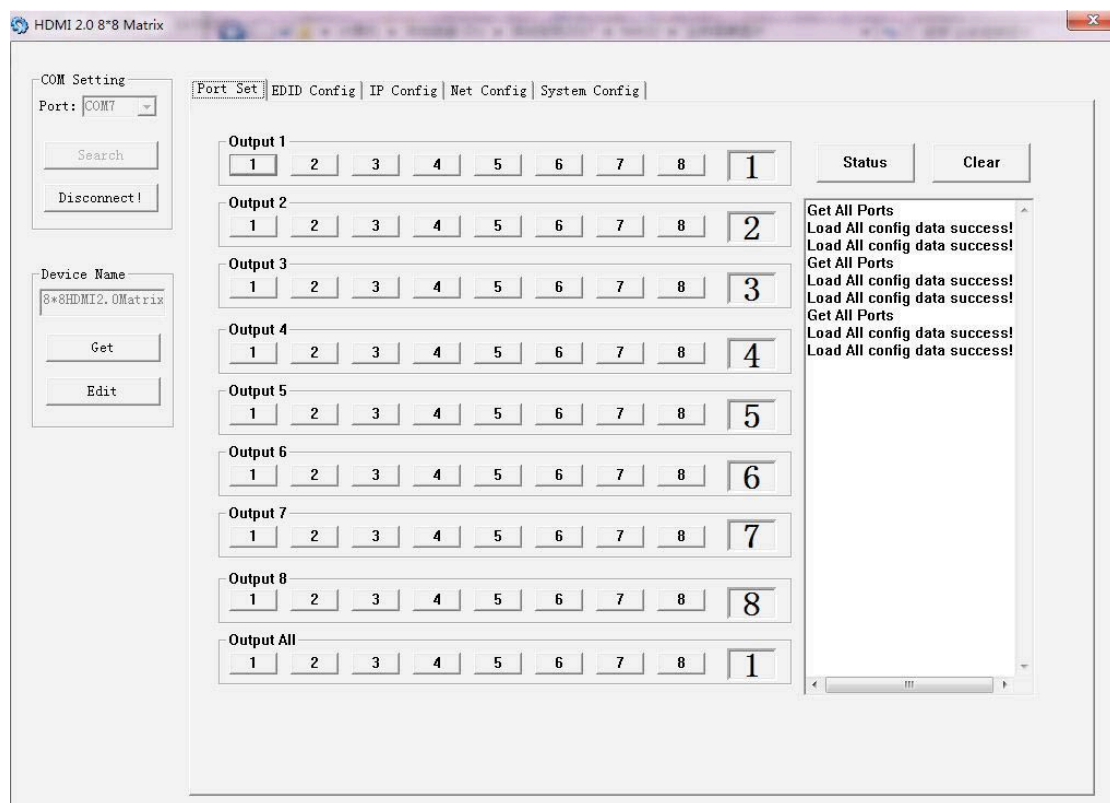 HDMI 2.0 8*8 Matrix
COM Setting
Port: COM7
Search
Disconnect!
Device Name
8*8HDMI2.0Matrix
Get
Edit
Port Set EDID Config IP Config Net Config System Config
Output 1
1 2 3 4 5 6 7 8 1
Output 2
1 2 3 4 5 6 7 8 2
Output 3
1 2 3 4 5 6 7 8 3
Output 4
1 2 3 4 5 6 7 8 4
Output 5
1 2 3 4 5 6 7 8 5
Output 6
1 2 3 4 5 6 7 8 6
Output 7
1 2 3 4 5 6 7 8 7
Output 8
1 2 3 4 5 6 7 8 8
Output All
1 2 3 4 5 6 7 8 1
Status Clear
Get All Ports
Load All config data success!
Load All config data success!
Get All Ports
Load All config data success!
Load All config data success!
Get All Ports
Load All config data success!
Load All config data success!